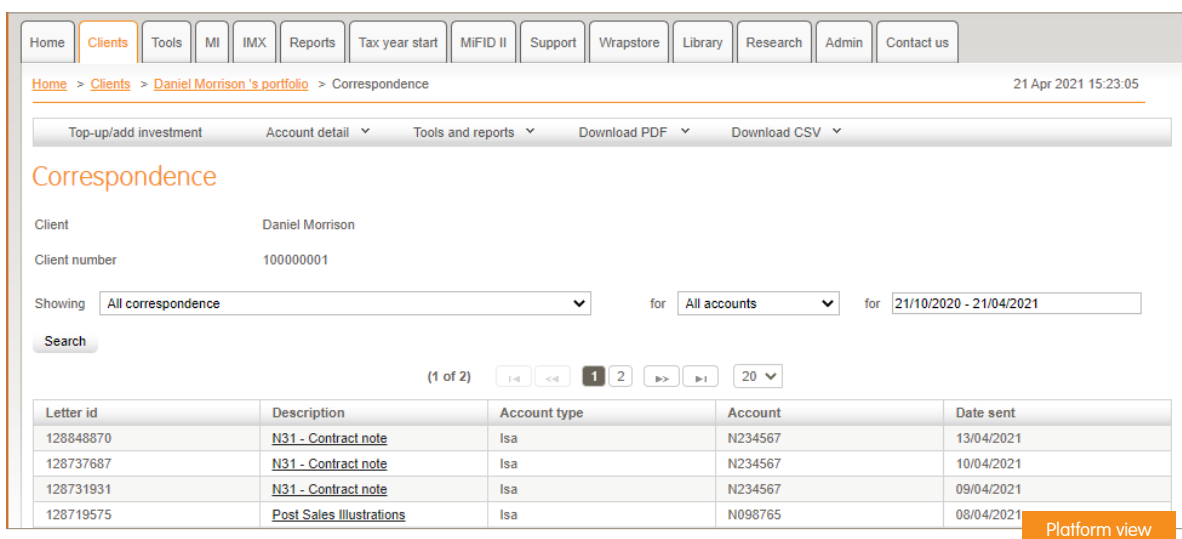 Home Clients Tools MI IMX Reports Tax year start MiFID II Support Wrapstore Library Research Admin Contact us
Home > Clients > Daniel Morrison 's portfolio > Correspondence 21 Apr 2021 15:23:05
Top-up/add investment Account detail Tools and reports Download PDF Download CSV
Correspondence
Client Daniel Morrison
Client number 100000001
Showing All correspondence for All accounts for 21/10/2020 - 21/04/2021
Search
(1 of 2) 1 2 20
Letter id Description Account type Account Date sent
128848870 N31 - Contract note Isa N234567 13/04/2021
128737687 N31 - Contract note Isa N234567 10/04/2021
128731931 N31 - Contract note Isa N234567 09/04/2021
128719575 Post Sales Illustrations Isa N098765 08/04/2021
Platform view